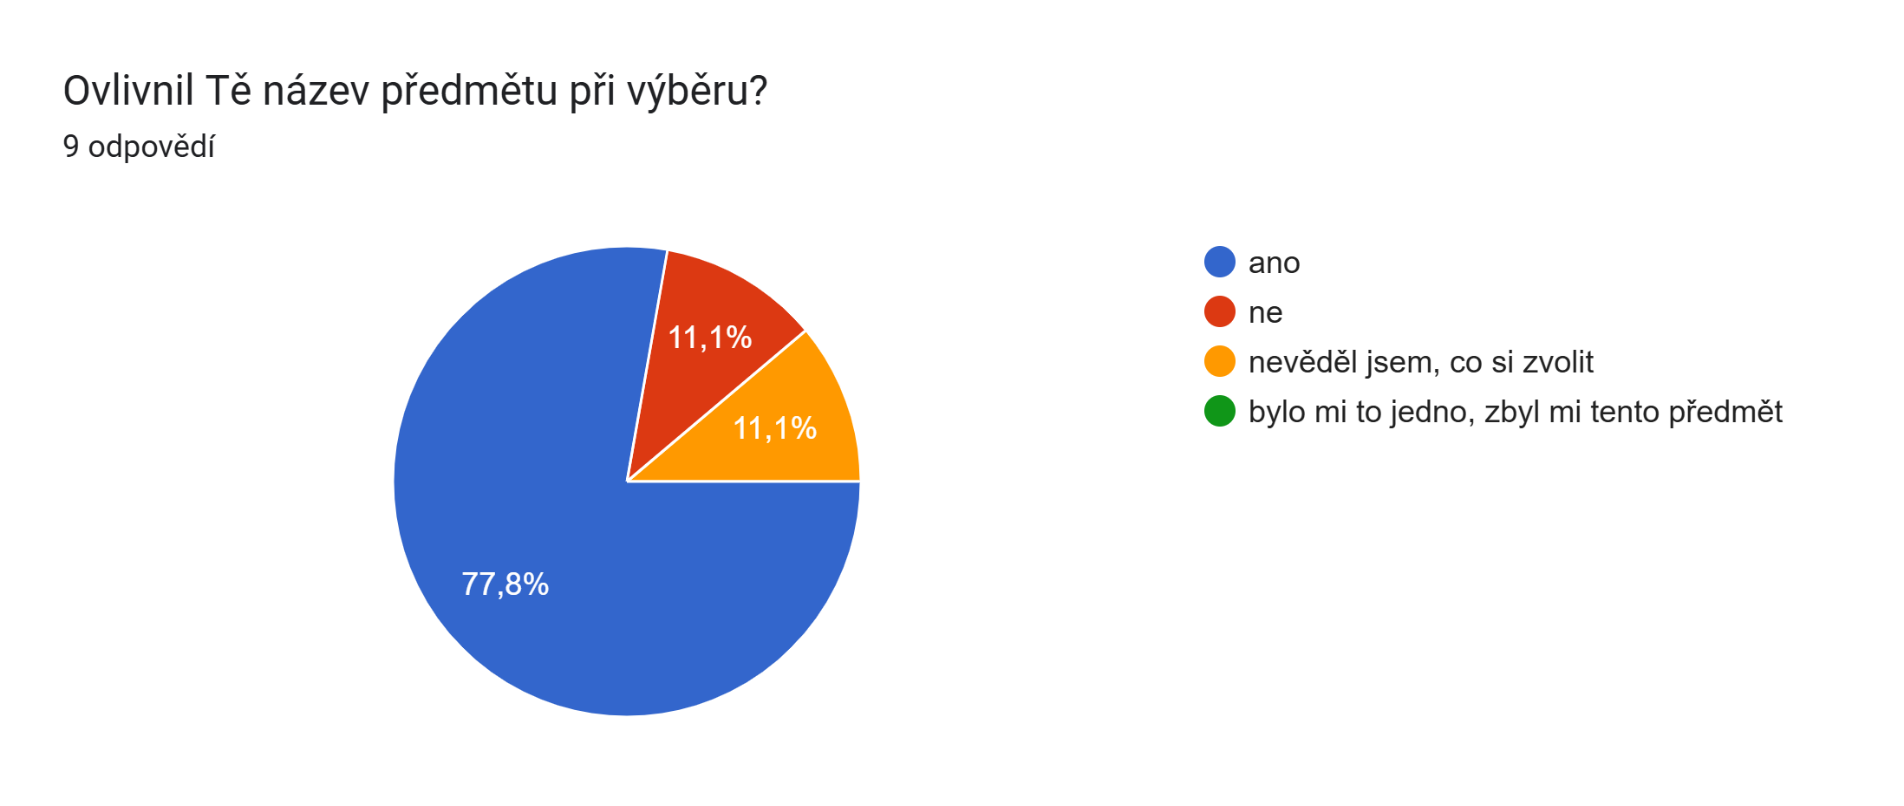 Ovlivnil Tě název předmětu při výběru?
9 odpovědí
ano
ne
nevěděl jsem, co si zvolit
bylo mi to jedno, zbyl mi tento předmět
11,1%
11,1%
77,8%